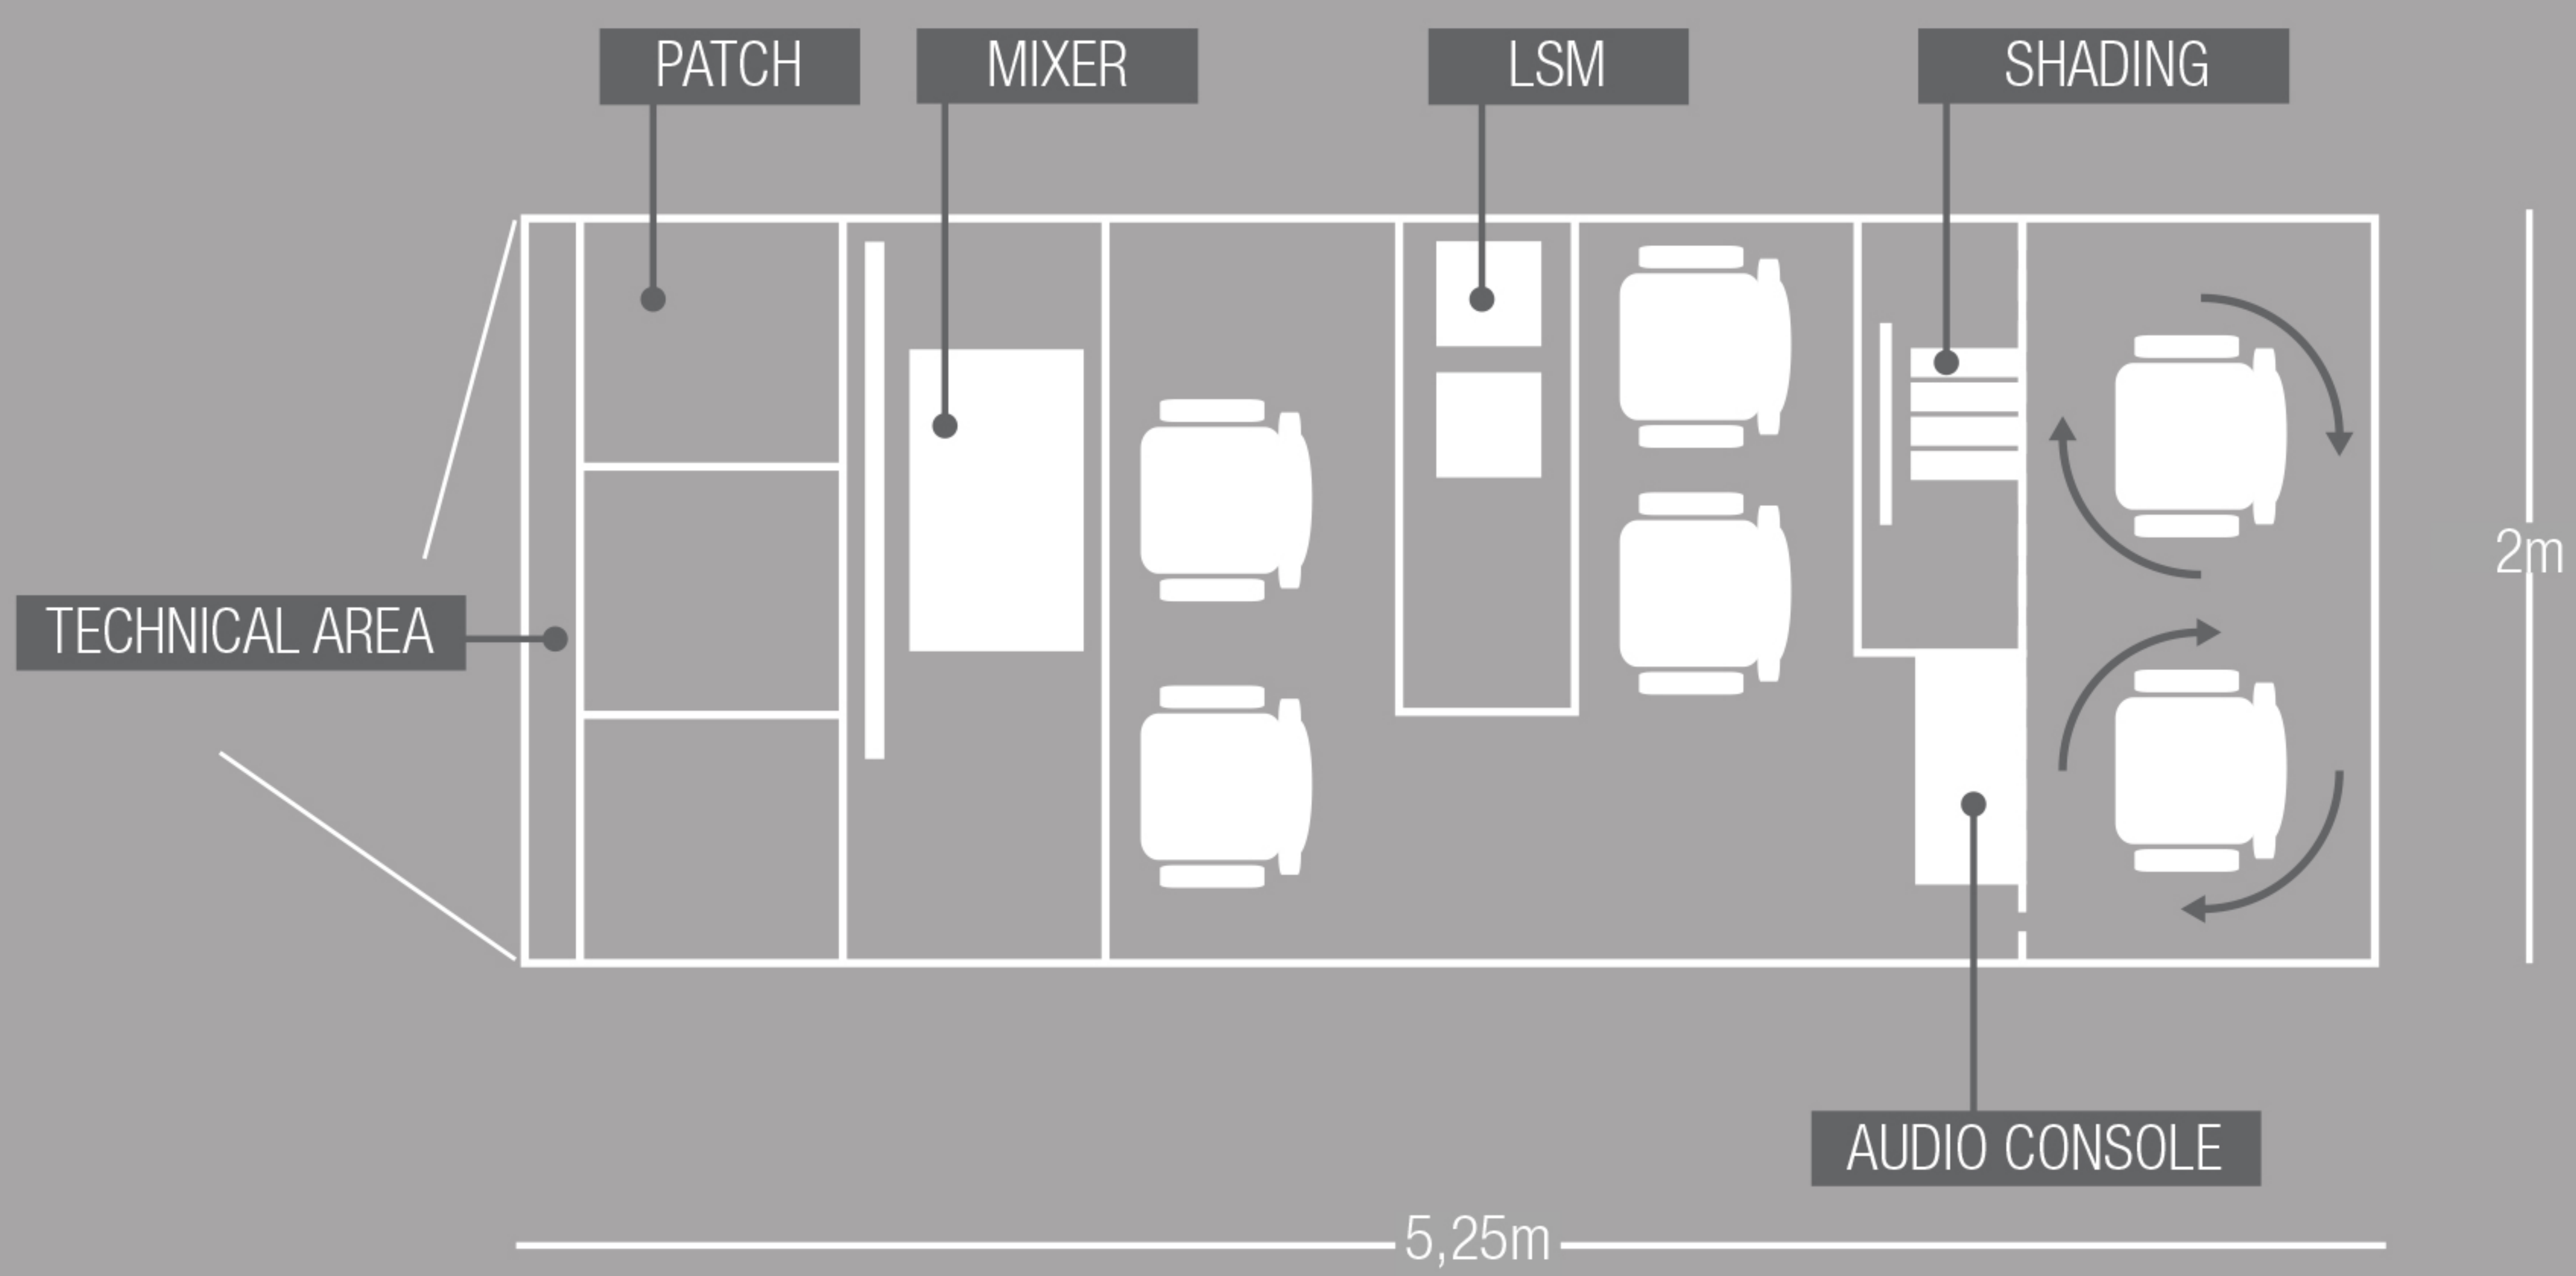 PATCH
MIXER
LSM
SHADING
2m
TECHNICAL AREA
AUDIO CONSOLE
5,25m